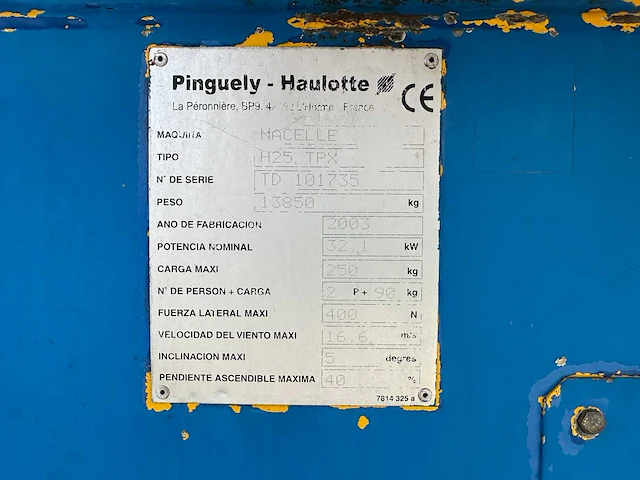 Pinguely - Haulotte
La Péronnière, BP9, France
CE
MAQUINA NACELLE
TIPO H25 TPX
N° DE SERIE TD 101735
PESO 13850 kg
ANO DE FABRICACION 2003
POTENCIA NOMINAL 32,1 kW
CARGA MAXI 250 kg
N° DE PERSON + CARGA 2 P + 90 kg
FUERZA LATERAL MAXI 400 N
VELOCIDAD DEL VIENTO MAXI 16,6 m/s
INCLINACION MAXI 5 degres
PENDIENTE ASCENDIBLE MAXIMA 40 %
7814 325 a